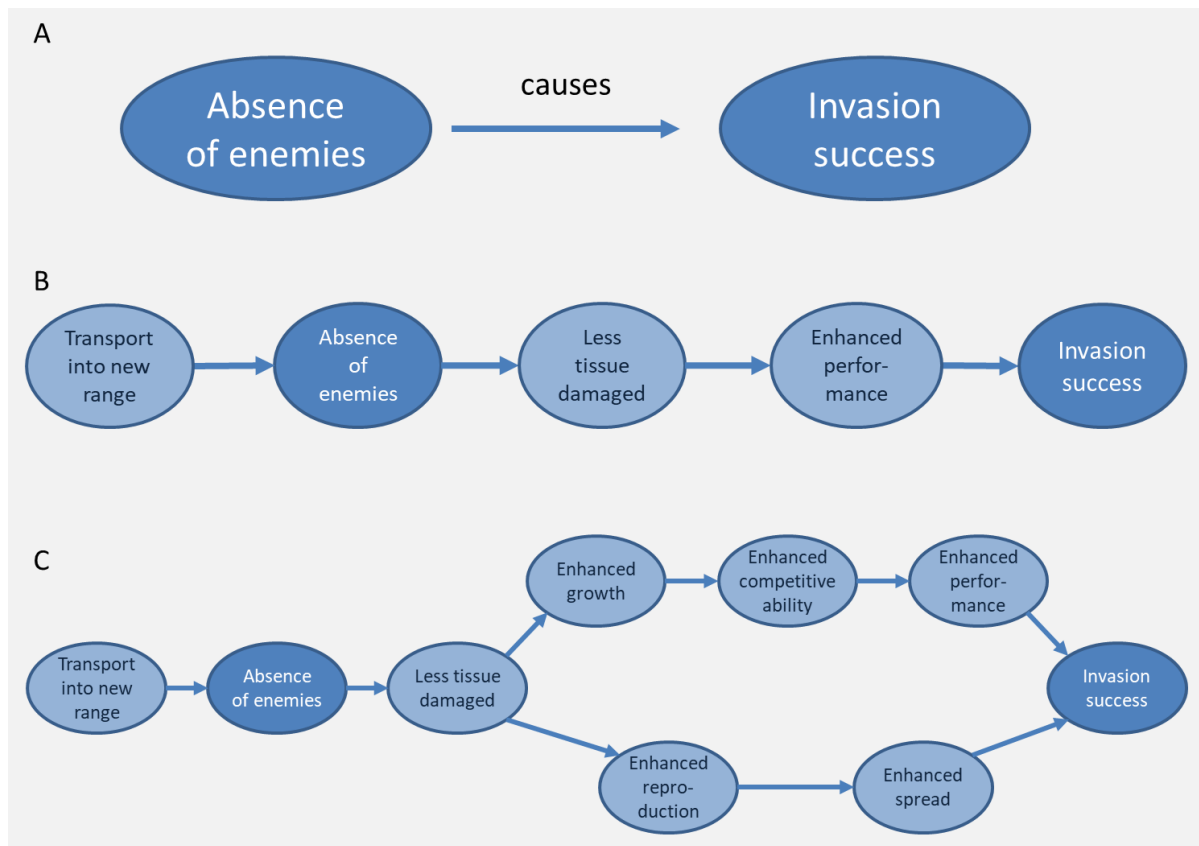 A
Absence
of enemies
causes
Invasion
success
B
Transport
into new
range
Absence
of
enemies
Less
tissue
damaged
Enhanced
perfor-
mance
Invasion
success
C
Transport
into new
range
Absence
of enemies
Less tissue
damaged
Enhanced
growth
Enhanced
competitive
ability
Enhanced
perfor-
mance
Enhanced
repro-
duction
Enhanced
spread
Invasion
success